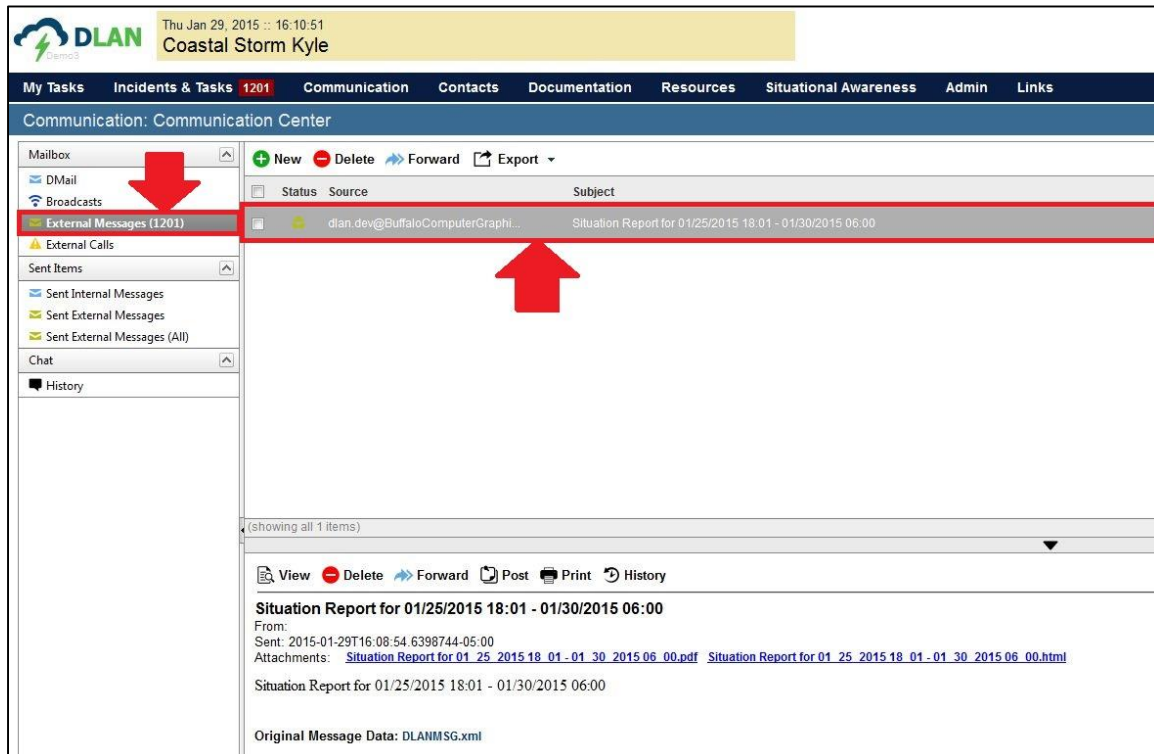 DLAN
Demo3
Thu Jan 29, 2015 :: 16:10:51
Coastal Storm Kyle
My Tasks Incidents & Tasks 1201 Communication Contacts Documentation Resources Situational Awareness Admin Links
Communication: Communication Center
Mailbox
DMail
Broadcasts
External Messages (1201)
External Calls
Sent Items
Sent Internal Messages
Sent External Messages
Sent External Messages (All)
Chat
History
New Delete Forward Export
Status Source Subject
dlan.dev@BuffaloComputerGraphi... Situation Report for 01/25/2015 18:01 - 01/30/2015 06:00
(showing all 1 items)
View Delete Forward Post Print History
Situation Report for 01/25/2015 18:01 - 01/30/2015 06:00
From:
Sent: 2015-01-29T16:08:54.6398744-05:00
Attachments: Situation Report for 01_25_2015 18_01 - 01_30_2015 06_00.pdf Situation Report for 01_25_2015 18_01 - 01_30_2015 06_00.html
Situation Report for 01/25/2015 18:01 - 01/30/2015 06:00
Original Message Data: DLANMSG.xml